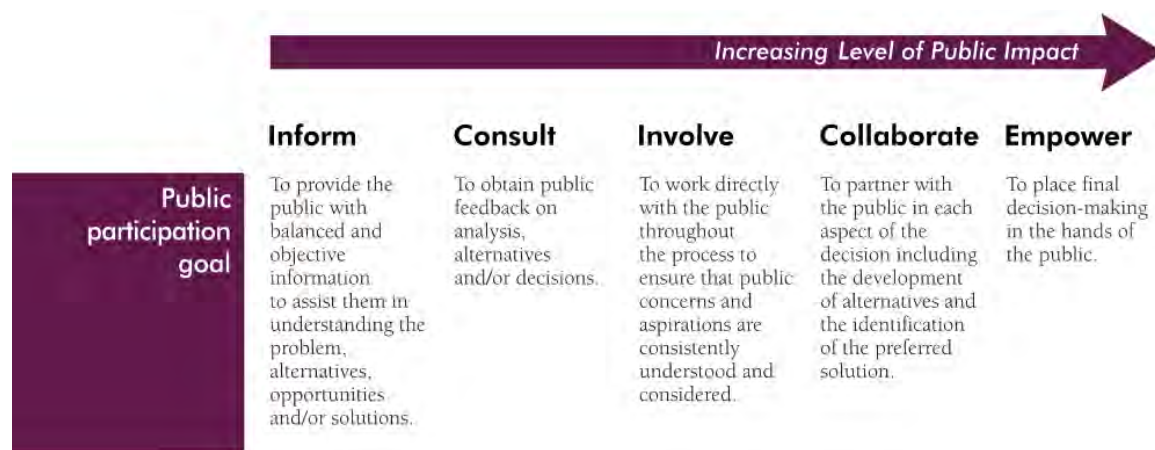 Increasing Level of Public Impact
Inform
Consult
Involve
Collaborate
Empower
Public
participation
goal
To provide the
public with
balanced and
objective
information
to assist them in
understanding the
problem,
alternatives,
opportunities
and/or solutions.
To obtain public
feedback on
analysis,
alternatives
and/or decisions.
To work directly
with the public
throughout
the process to
ensure that public
concerns and
aspirations are
consistently
understood and
considered.
To partner with
the public in each
aspect of the
decision including
the development
of alternatives and
the identification
of the preferred
solution.
To place final
decision-making
in the hands of
the public.